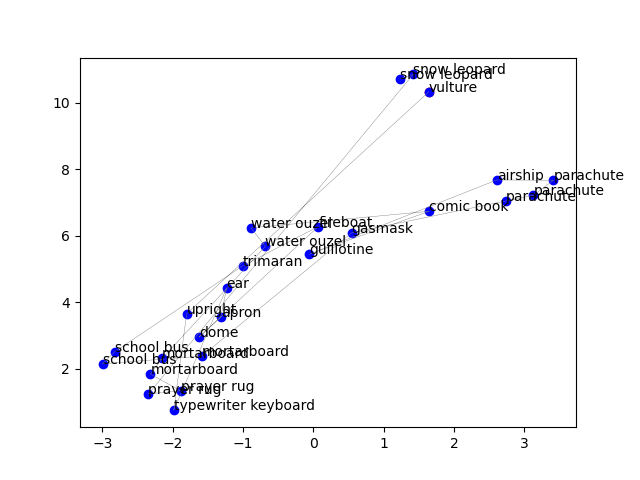 snow leopard
snow leopard
vulture
10
8
airship
parachute
parachute
parachute
comic book
water ouzel
fireboat
gasmask
6
water ouzel
guillotine
trimaran
ear
4
upright
apron
dome
school bus
mortarboard
mortarboard
school bus
2
mortarboard
prayer rug
prayer rug
typewriter keyboard
−3
−2
−1
0
1
2
3